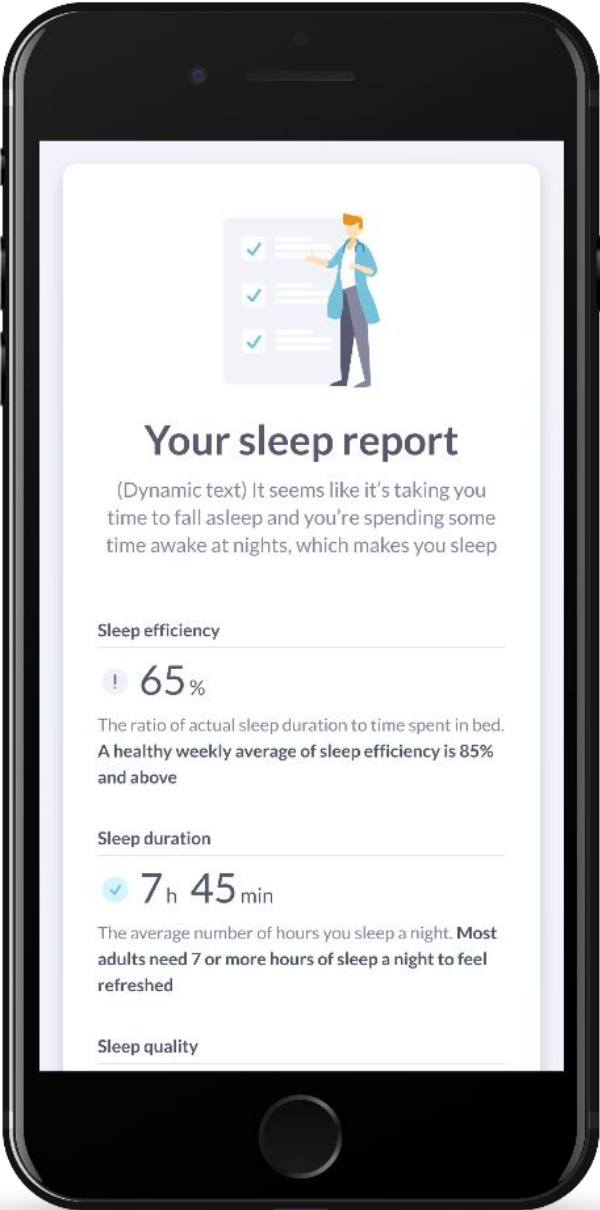 Your sleep report
(Dynamic text) It seems like it's taking you
time to fall asleep and you're spending some
time awake at nights, which makes you sleep
Sleep efficiency
! 65%
The ratio of actual sleep duration to time spent in bed.
A healthy weekly average of sleep efficiency is 85%
and above
Sleep duration
7h 45min
The average number of hours you sleep a night. Most
adults need 7 or more hours of sleep a night to feel
refreshed
Sleep quality